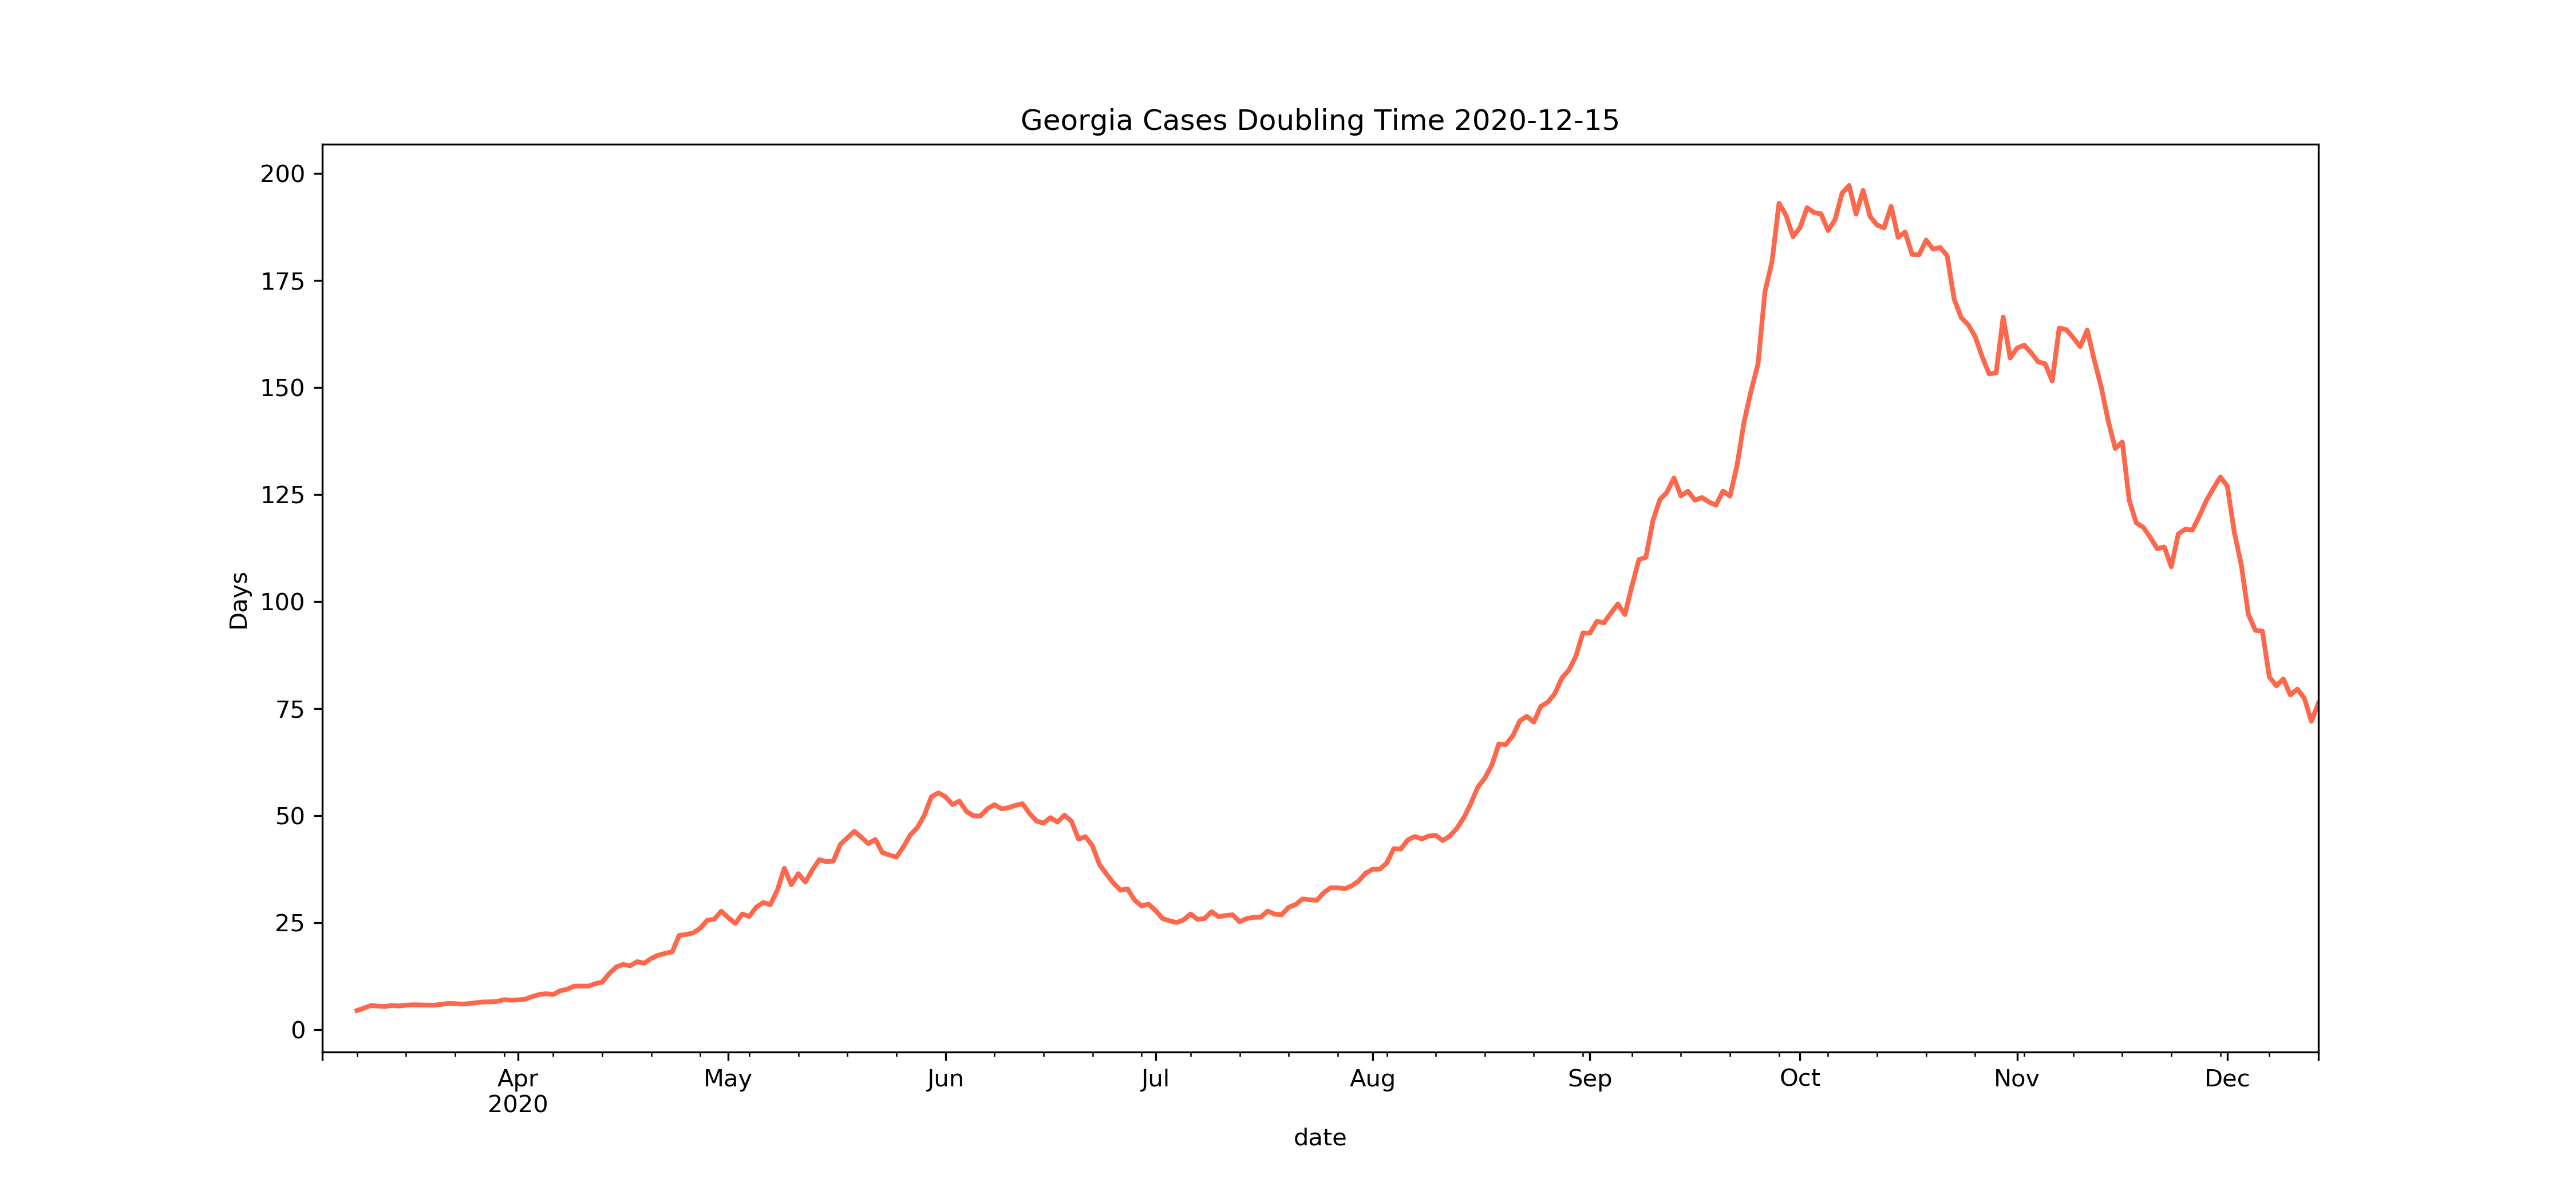 Georgia Cases Doubling Time 2020-12-15
200
175
150
125
100
75
50
25
0
Days
Apr May Jun Jul Aug Sep Oct Nov Dec
2020
date